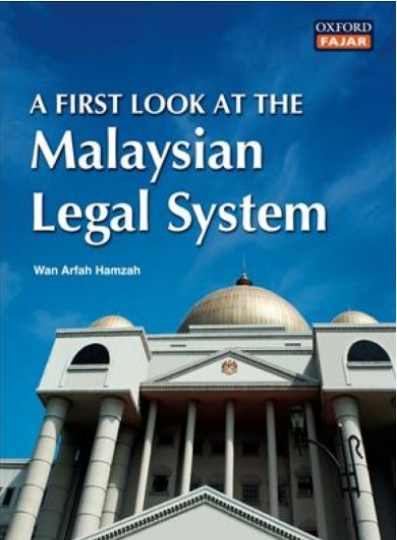 OXFORD
FAJAR
A FIRST LOOK AT THE
Malaysian
Legal System
Wan Arfah Hamzah